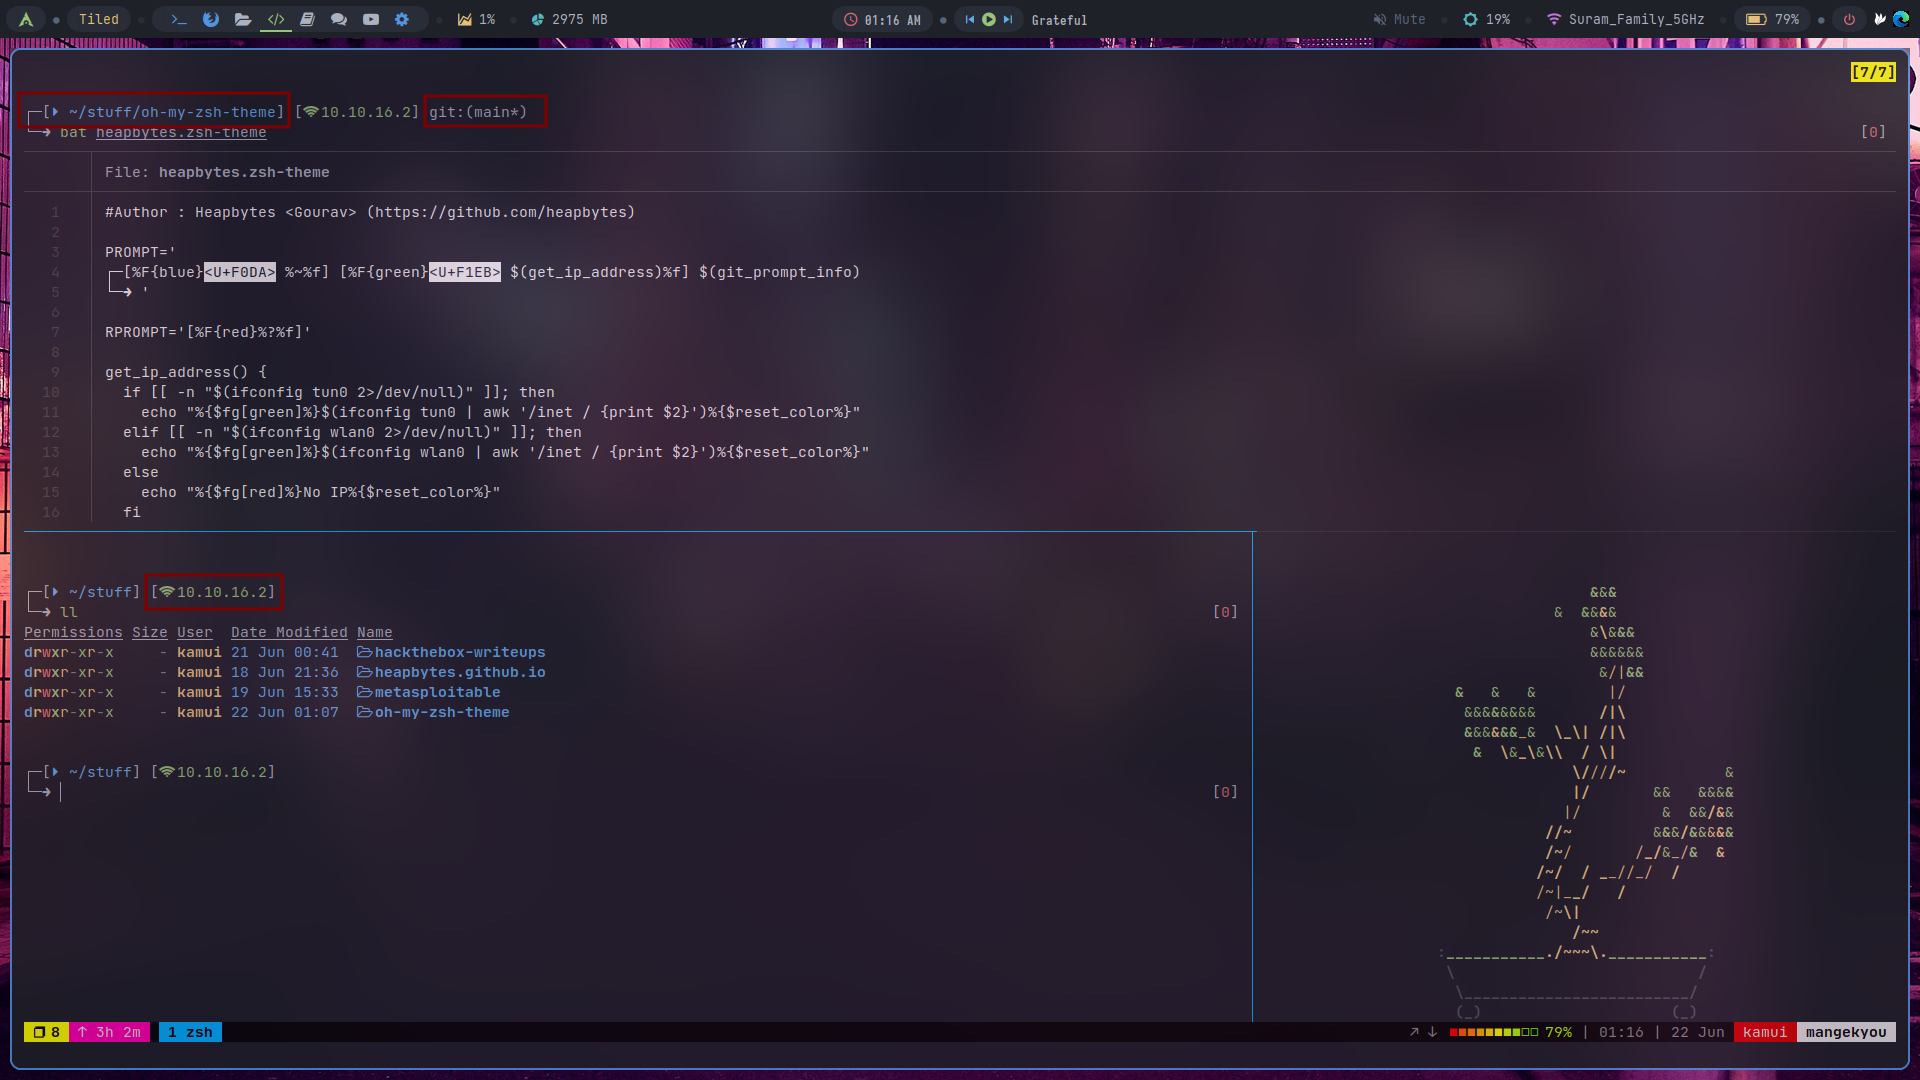 Tiled 1% 2975 MB 01:16 AM Grateful Mute 19% Suram_Family_5GHz 79%
[7/7]
┌─[ ~/stuff/oh-my-zsh-theme] [10.10.16.2] git:(main*)
└─→ bat heapbytes.zsh-theme [0]
File: heapbytes.zsh-theme
1 #Author : Heapbytes <Gourav> (https://github.com/heapbytes)
2
3 PROMPT='
4 ┌─[%F{blue}<U+F0DA> %~%f] [%F{green}<U+F1EB> $(get_ip_address)%f] $(git_prompt_info)
5 └─→ '
6
7 RPROMPT='[%F{red}%?%f]'
8
9 get_ip_address() {
10 if [[ -n "$(ifconfig tun0 2>/dev/null)" ]]; then
11 echo "%{$fg[green]%}$(ifconfig tun0 | awk '/inet / {print $2}')%{$reset_color%}"
12 elif [[ -n "$(ifconfig wlan0 2>/dev/null)" ]]; then
13 echo "%{$fg[green]%}$(ifconfig wlan0 | awk '/inet / {print $2}')%{$reset_color%}"
14 else
15 echo "%{$fg[red]%}No IP%{$reset_color%}"
16 fi
┌─[ ~/stuff] [10.10.16.2]
└─→ ll [0]
Permissions Size User Date Modified Name
drwxr-xr-x - kamui 21 Jun 00:41 hackthebox-writeups
drwxr-xr-x - kamui 18 Jun 21:36 heapbytes.github.io
drwxr-xr-x - kamui 19 Jun 15:33 metasploitable
drwxr-xr-x - kamui 22 Jun 01:07 oh-my-zsh-theme
┌─[ ~/stuff] [10.10.16.2]
└─→ [0]
8 ↑ 3h 2m 1 zsh ↗ ↓ 79% | 01:16 | 22 Jun kamui mangekyou